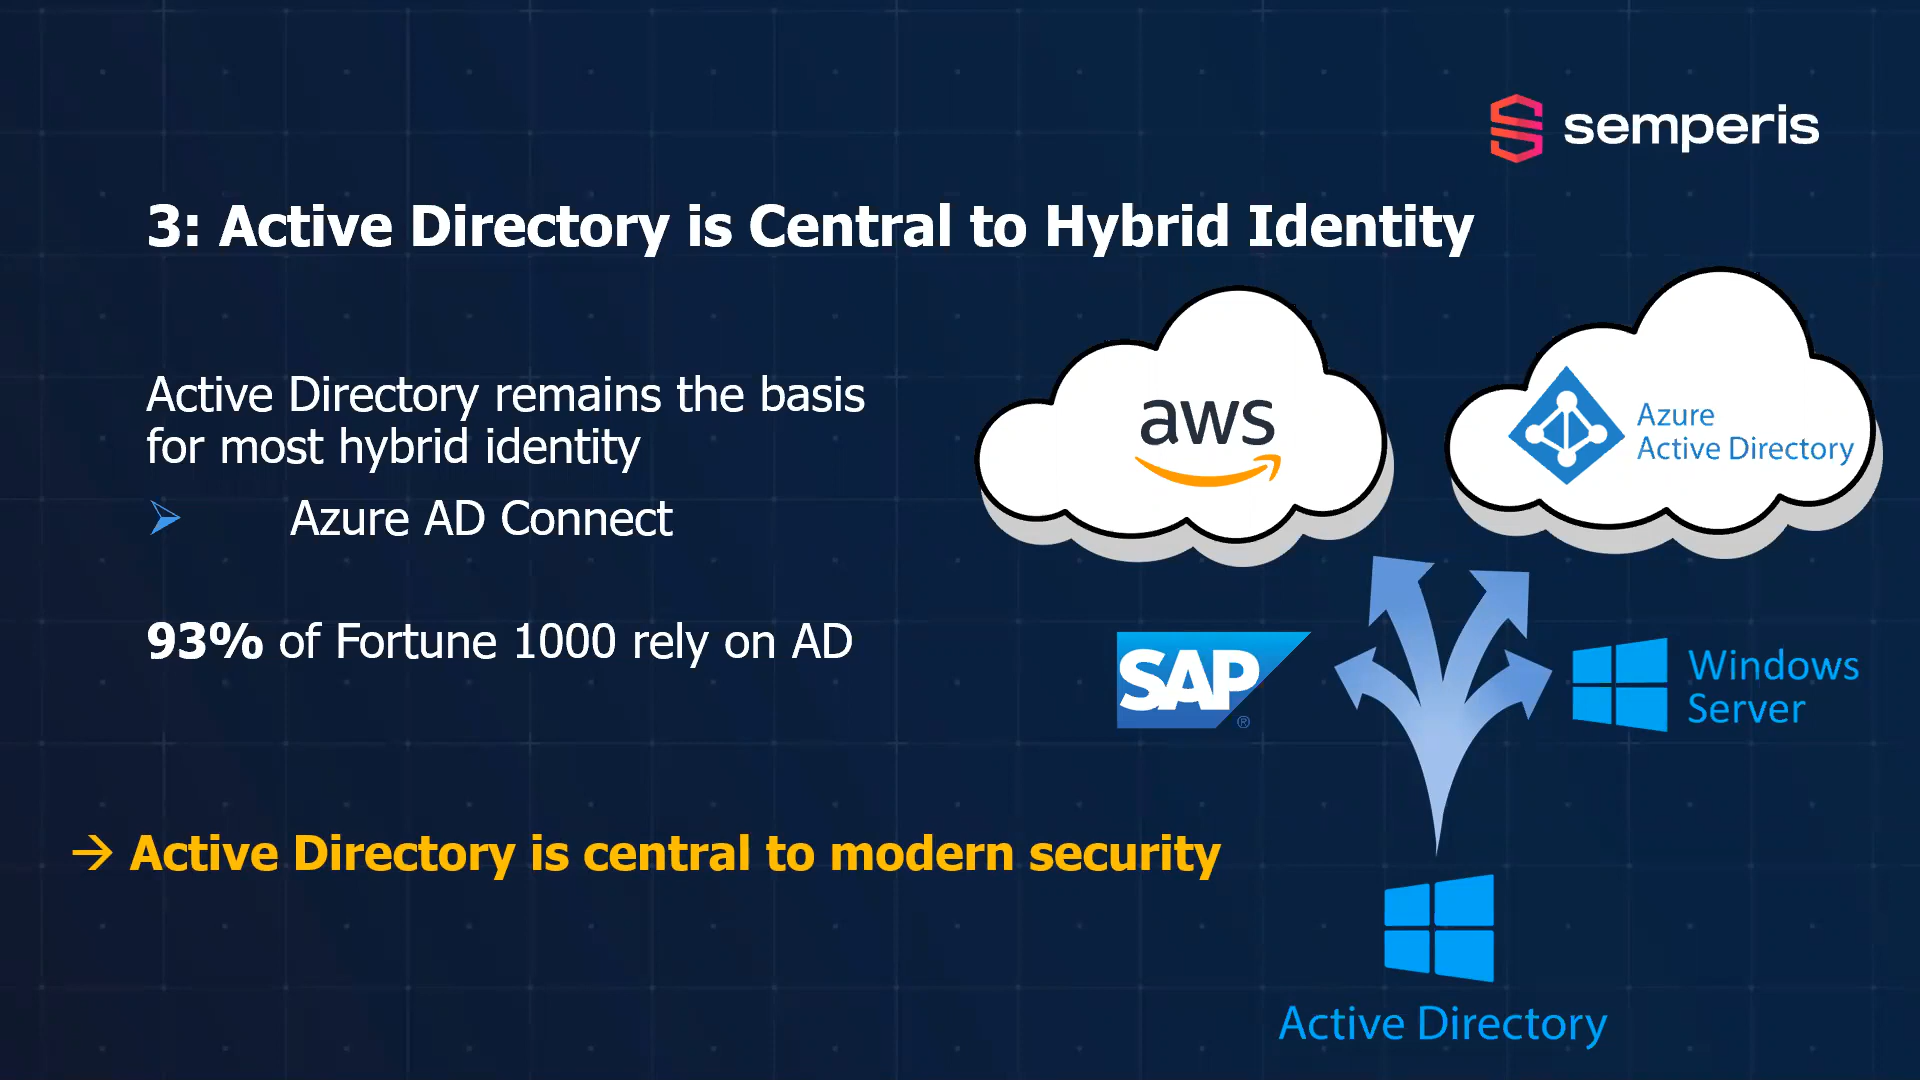 semperis
3: Active Directory is Central to Hybrid Identity
Active Directory remains the basis
for most hybrid identity
➢ Azure AD Connect
93% of Fortune 1000 rely on AD
→ Active Directory is central to modern security
aws
Azure
Active Directory
SAP®
Windows
Server
Active Directory